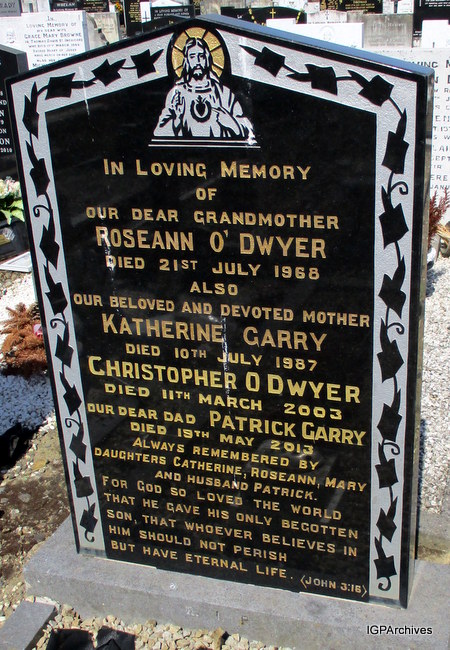 IN LOVING MEMORY
OF
OUR DEAR GRANDMOTHER
ROSEANN O' DWYER
DIED 21ST JULY 1968
ALSO
OUR BELOVED AND DEVOTED MOTHER
KATHERINE GARRY
DIED 10TH JULY 1987
CHRISTOPHER O DWYER
DIED 11TH MARCH 2003
OUR DEAR DAD PATRICK GARRY
DIED 19TH MAY 2013
ALWAYS REMEMBERED BY
DAUGHTERS CATHERINE, ROSEANN, MARY
AND HUSBAND PATRICK.
FOR GOD SO LOVED THE WORLD
THAT HE GAVE HIS ONLY BEGOTTEN
SON, THAT WHOEVER BELIEVES IN
HIM SHOULD NOT PERISH
BUT HAVE ETERNAL LIFE. (JOHN 3:16)
IGPArchives